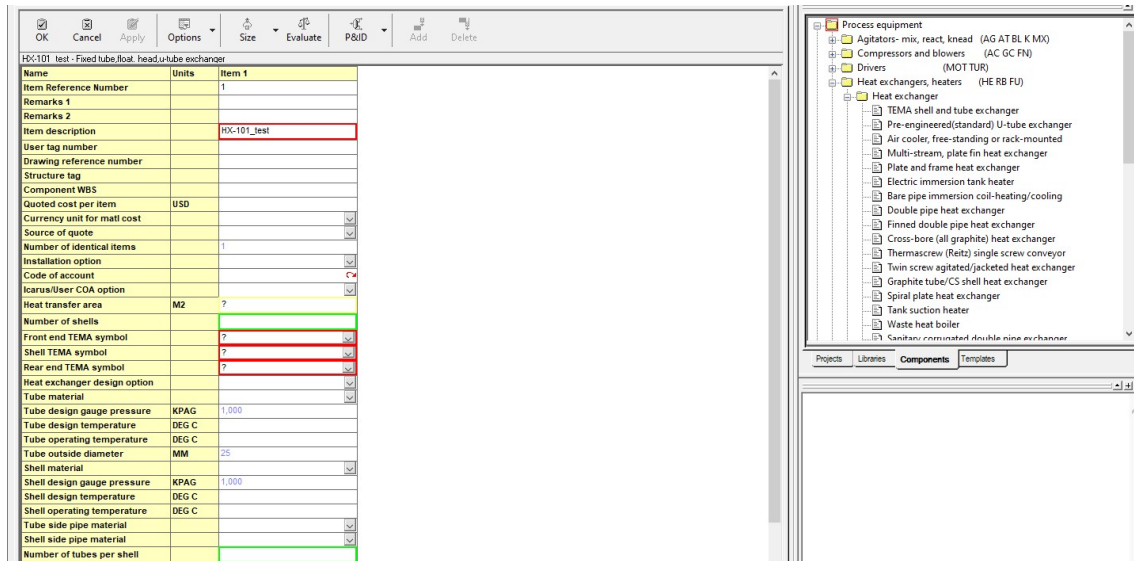 OK Cancel Apply Options Size Evaluate P&ID Add Delete
HX-101 test - Fixed tube,float. head,u-tube exchanger
Name Units Item 1
Item Reference Number 1
Remarks 1
Remarks 2
Item description HX-101_test
User tag number
Drawing reference number
Structure tag
Component WBS
Quoted cost per item USD
Currency unit for matl cost
Source of quote
Number of identical items 1
Installation option
Code of account
Icarus/User COA option
Heat transfer area M2 ?
Number of shells
Front end TEMA symbol ?
Shell TEMA symbol ?
Rear end TEMA symbol ?
Heat exchanger design option
Tube material
Tube design gauge pressure KPAG 1,000
Tube design temperature DEG C
Tube operating temperature DEG C
Tube outside diameter MM 25
Shell material
Shell design gauge pressure KPAG 1,000
Shell design temperature DEG C
Shell operating temperature DEG C
Tube side pipe material
Shell side pipe material
Number of tubes per shell
Process equipment
Agitators- mix, react, knead (AG AT BL K MX)
Compressors and blowers (AC GC FN)
Drivers (MOT TUR)
Heat exchangers, heaters (HE RB FU)
Heat exchanger
TEMA shell and tube exchanger
Pre-engineered(standard) U-tube exchanger
Air cooler, free-standing or rack-mounted
Multi-stream, plate fin heat exchanger
Plate and frame heat exchanger
Electric immersion tank heater
Bare pipe immersion coil-heating/cooling
Double pipe heat exchanger
Finned double pipe heat exchanger
Cross-bore (all graphite) heat exchanger
Thermascrew (Reitz) single screw conveyor
Twin screw agitated/jacketed heat exchanger
Graphite tube/CS shell heat exchanger
Spiral plate heat exchanger
Tank suction heater
Waste heat boiler
Sanitary corrugated double pipe exchanger
Projects Libraries Components Templates